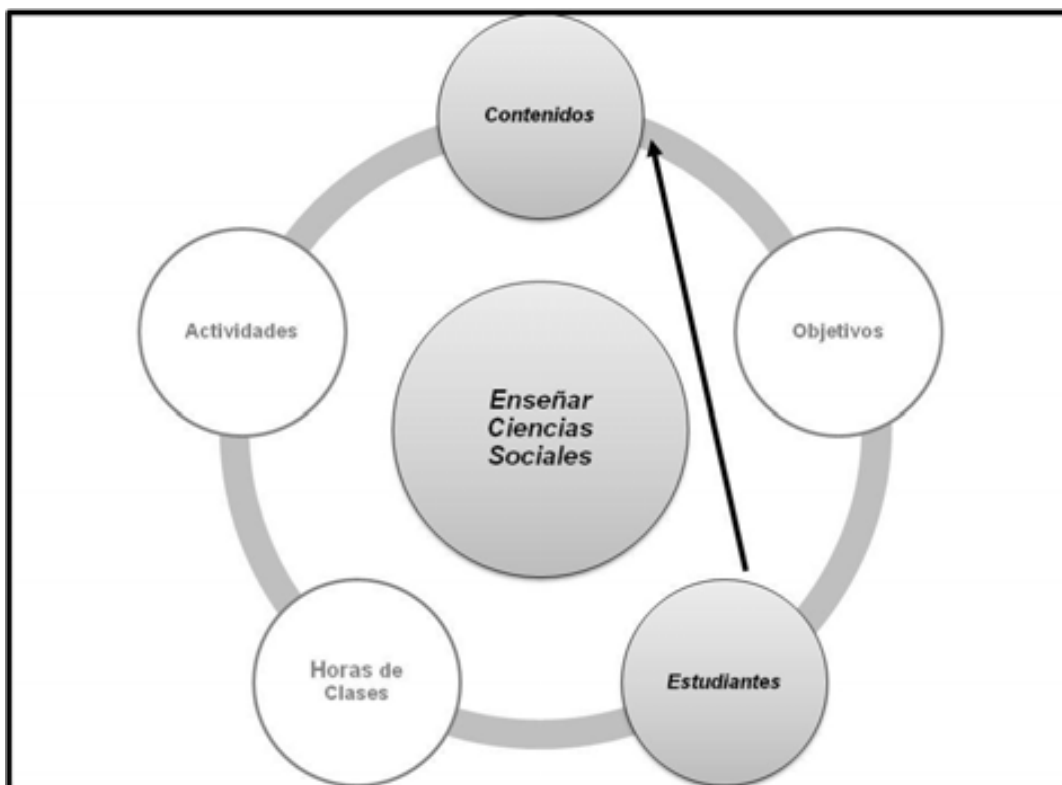 Contenidos
Actividades
Objetivos
Enseñar
Ciencias
Sociales
Horas de
Clases
Estudiantes